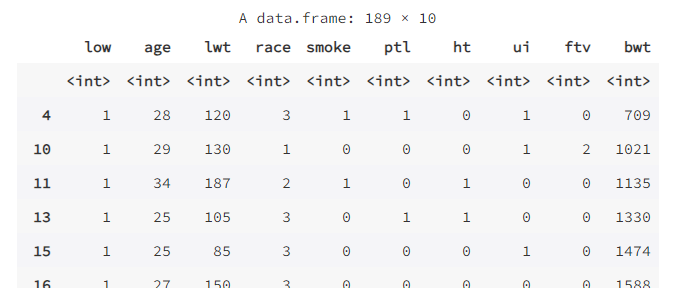 A data.frame: 189 × 10
low age lwt race smoke ptl ht ui ftv bwt
<int> <int> <int> <int> <int> <int> <int> <int> <int> <int>
4 1 28 120 3 1 1 0 1 0 709
10 1 29 130 1 0 0 0 1 2 1021
11 1 34 187 2 1 0 1 0 0 1135
13 1 25 105 3 0 1 1 0 0 1330
15 1 25 85 3 0 0 0 1 0 1474
16 1 27 150 3 0 0 0 0 0 1588